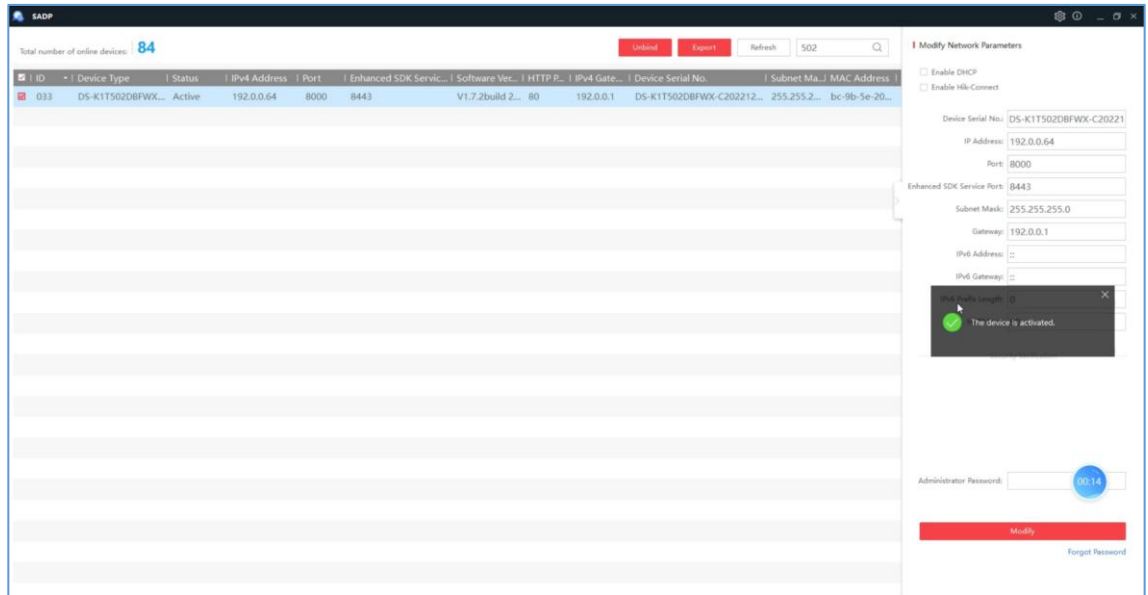 SADP
Total number of online devices: 84
Unbind
Export
Refresh
502
ID | Device Type | Status | IPv4 Address | Port | Enhanced SDK Servic... | Software Ver... | HTTP P... | IPv4 Gate... | Device Serial No. | Subnet Ma... | MAC Address
033 DS-K1T502DBFWX... Active 192.0.0.64 8000 8443 V1.7.2build 2... 80 192.0.0.1 DS-K1T502DBFWX-C202212... 255.255.2... bc-9b-5e-20...
Modify Network Parameters
Enable DHCP
Enable Hik-Connect
Device Serial No.: DS-K1T502DBFWX-C20221
IP Address: 192.0.0.64
Port: 8000
Enhanced SDK Service Port: 8443
Subnet Mask: 255.255.255.0
Gateway: 192.0.0.1
IPv6 Address: ::
IPv6 Gateway: ::
IPv6 Prefix Length: 0
The device is activated.
Administrator Password:
00:14
Modify
Forgot Password